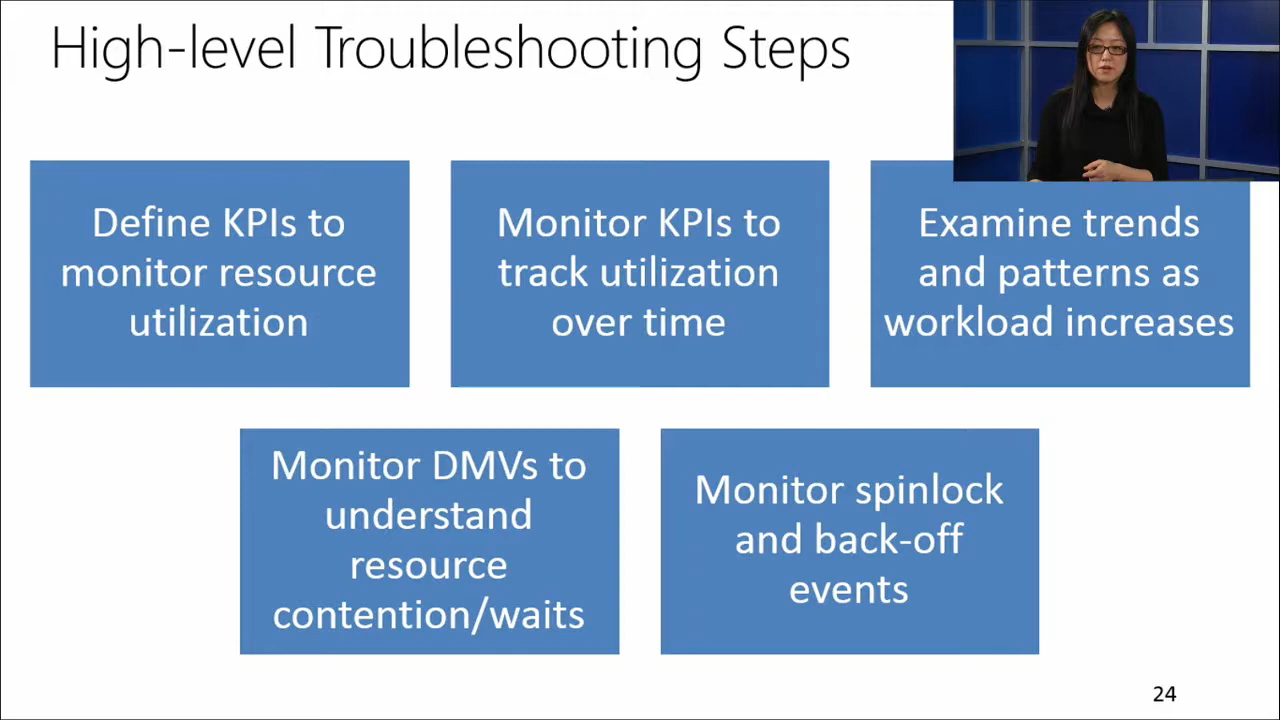 High-level Troubleshooting Steps
Define KPIs to
monitor resource
utilization
Monitor KPIs to
track utilization
over time
Examine trends
and patterns as
workload increases
Monitor DMVs to
understand
resource
contention/waits
Monitor spinlock
and back-off
events
24